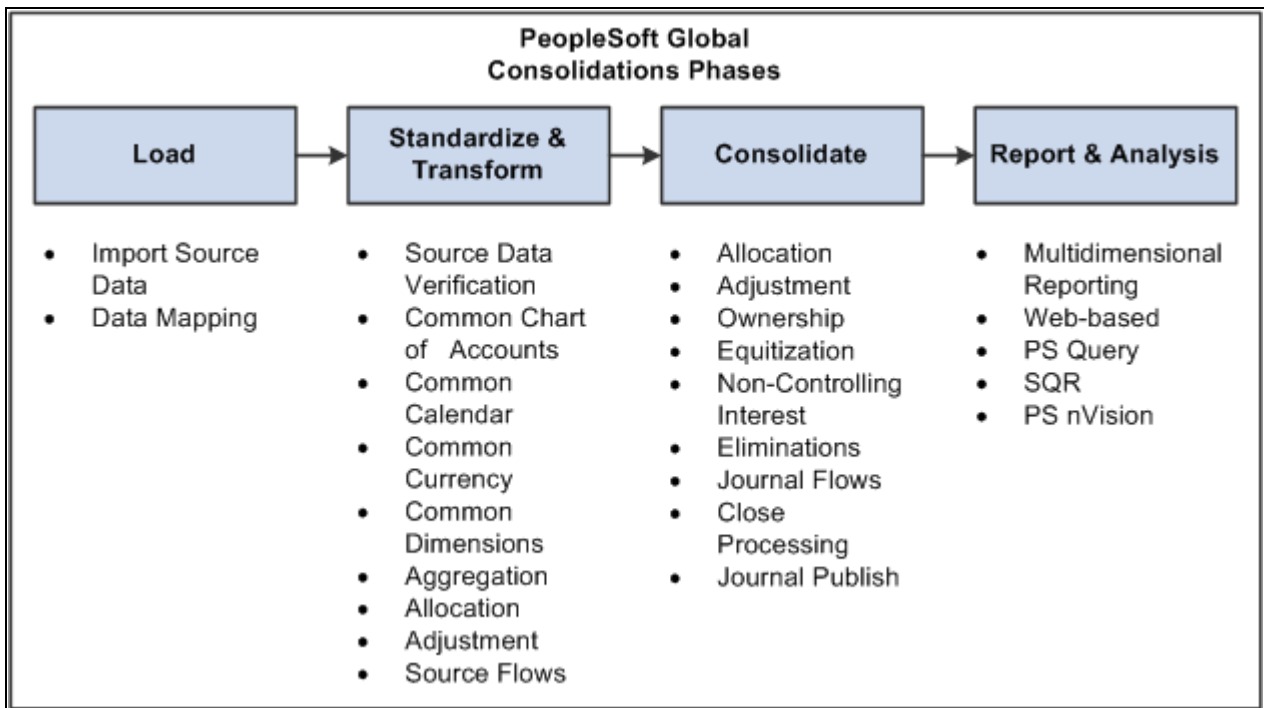 PeopleSoft Global
Consolidations Phases
Load
Standardize &
Transform
Consolidate
Report & Analysis
• Import Source
Data
• Data Mapping
• Source Data
Verification
• Common Chart
of Accounts
• Common
Calendar
• Common
Currency
• Common
Dimensions
• Aggregation
• Allocation
• Adjustment
• Source Flows
• Allocation
• Adjustment
• Ownership
• Equitization
• Non-Controlling
Interest
• Eliminations
• Journal Flows
• Close
Processing
• Journal Publish
• Multidimensional
Reporting
• Web-based
• PS Query
• SQR
• PS nVision